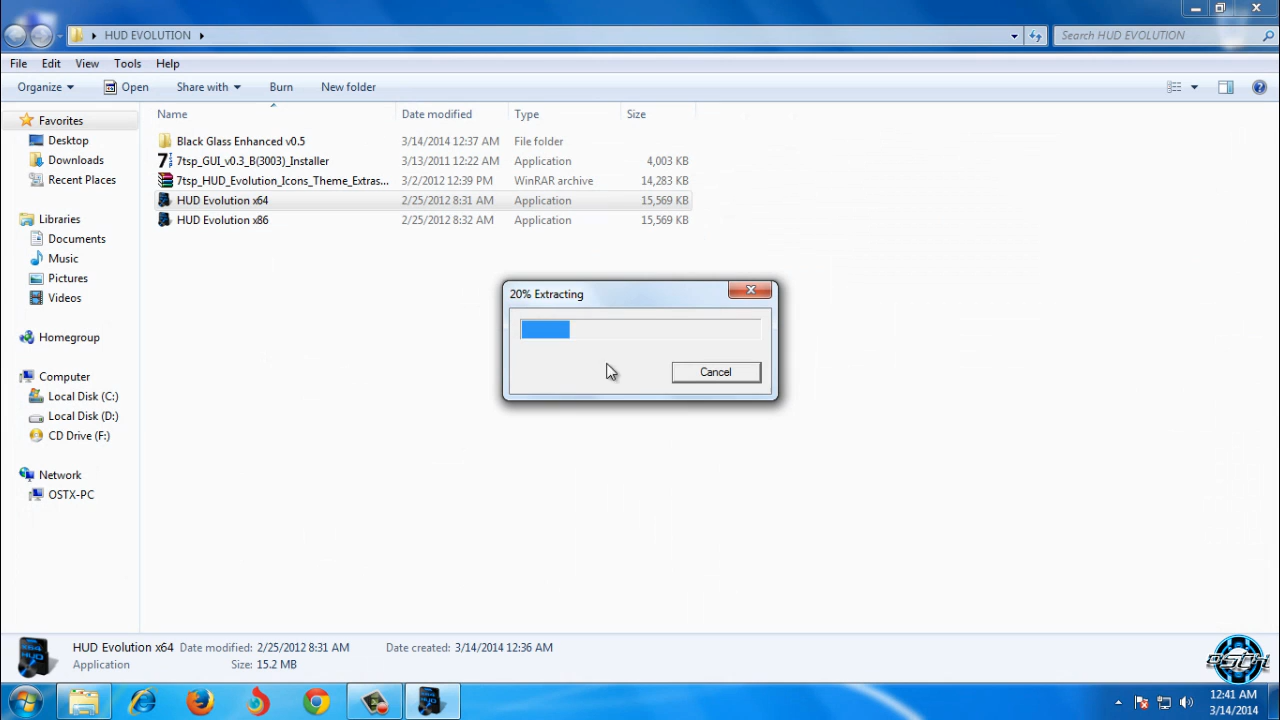 HUD EVOLUTION
Search HUD EVOLUTION
File Edit View Tools Help
Organize Open Share with Burn New folder
Name Date modified Type Size
Favorites
Desktop
Downloads
Recent Places
Libraries
Documents
Music
Pictures
Videos
Homegroup
Computer
Local Disk (C:)
Local Disk (D:)
CD Drive (F:)
Network
OSTX-PC
Black Glass Enhanced v0.5 3/14/2014 12:37 AM File folder
7tsp_GUI_v0.3_B(3003)_Installer 3/13/2011 12:22 AM Application 4,003 KB
7tsp_HUD_Evolution_Icons_Theme_Extras... 3/2/2012 12:39 PM WinRAR archive 14,283 KB
HUD Evolution x64 2/25/2012 8:31 AM Application 15,569 KB
HUD Evolution x86 2/25/2012 8:32 AM Application 15,569 KB
20% Extracting
Cancel
HUD Evolution x64 Date modified: 2/25/2012 8:31 AM Date created: 3/14/2014 12:36 AM
Application Size: 15.2 MB
12:41 AM
3/14/2014